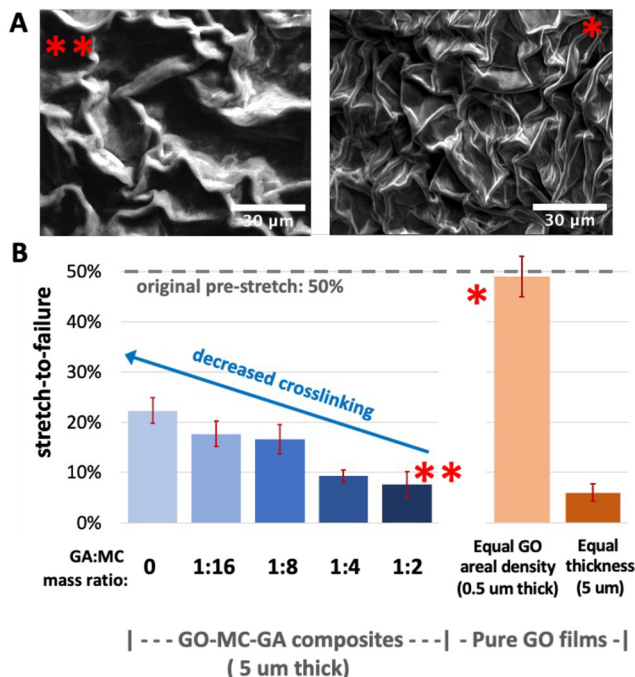 A
**
*
30 µm
30 µm
B
stretch-to-failure
50%
40%
30%
20%
10%
0%
original pre-stretch: 50%
decreased crosslinking
**
*
GA:MC
mass ratio:
0
1:16
1:8
1:4
1:2
Equal GO
areal density
(0.5 um thick)
Equal
thickness
(5 um)
| - - - GO-MC-GA composites - - - | - Pure GO films - |
( 5 um thick)